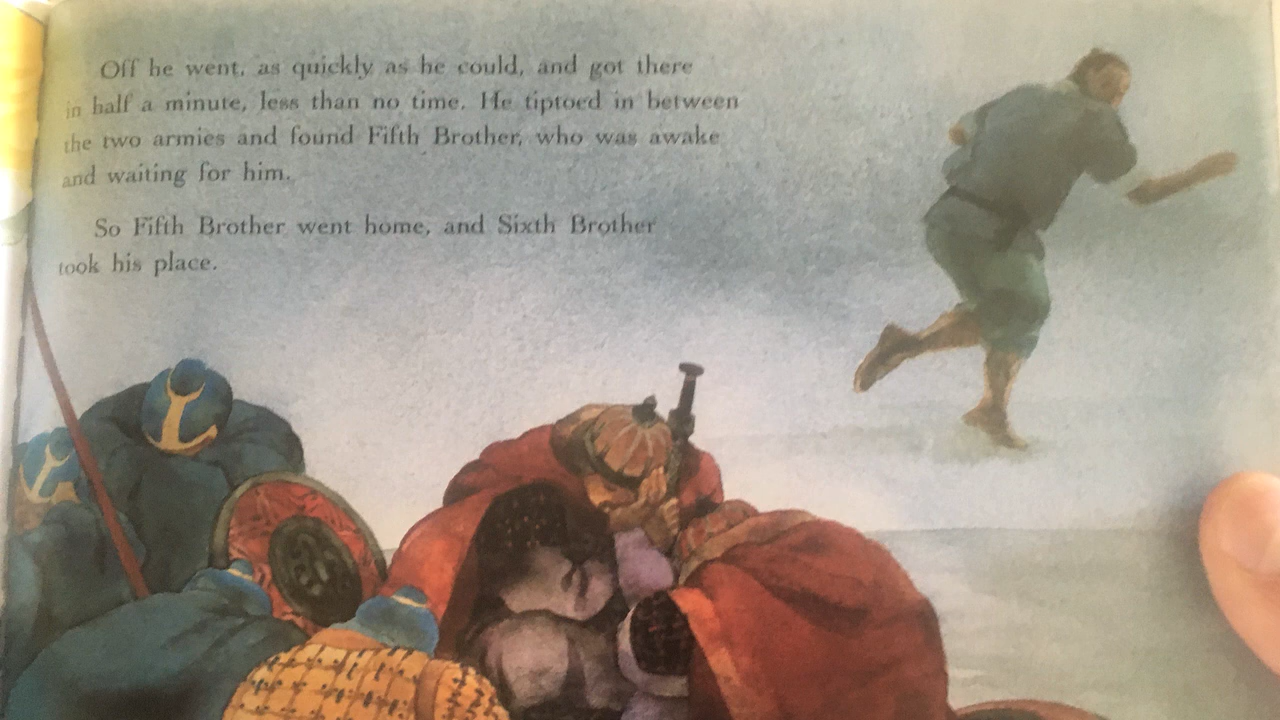 Off he went, as quickly as he could, and got there
in half a minute, less than no time. He tiptoed in between
the two armies and found Fifth Brother, who was awake
and waiting for him.
So Fifth Brother went home, and Sixth Brother
took his place.